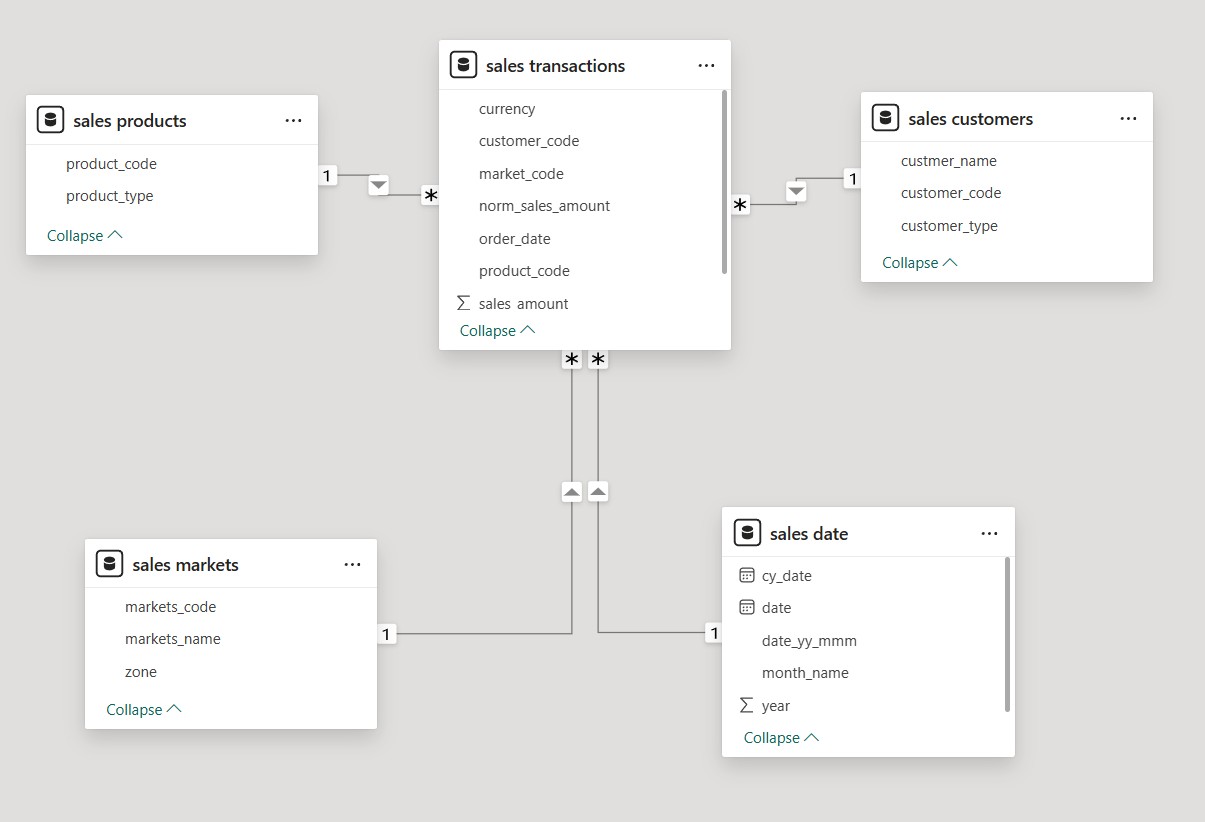 sales transactions
currency
customer_code
market_code
norm_sales_amount
order_date
product_code
sales_amount
Collapse
sales products
product_code
product_type
Collapse
sales customers
custmer_name
customer_code
customer_type
Collapse
1
*
*
1
*
*
sales markets
markets_code
markets_name
zone
Collapse
1
1
sales date
cy_date
date
date_yy_mmm
month_name
year
Collapse